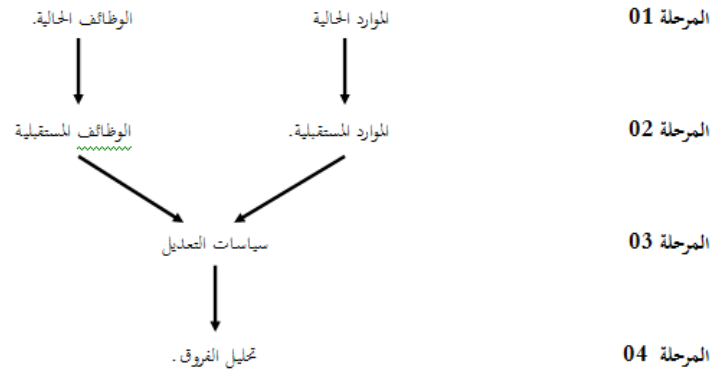 المرحلة 01 الموارد الحالية الوظائف الحالية.
المرحلة 02 الموارد المستقبلية. الوظائف المستقبلية
المرحلة 03 سياسات التعديل
المرحلة 04 تحليل الفروق.